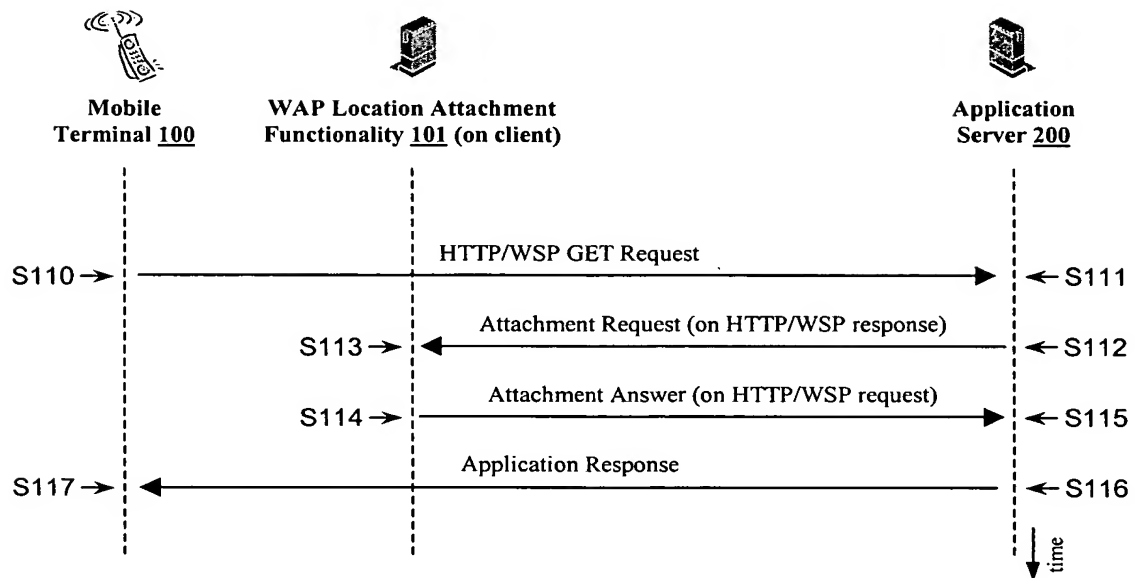 Mobile
Terminal 100
WAP Location Attachment
Functionality 101 (on client)
Application
Server 200
HTTP/WSP GET Request
S110
S111
Attachment Request (on HTTP/WSP response)
S113
S112
Attachment Answer (on HTTP/WSP request)
S114
S115
Application Response
S117
S116
time